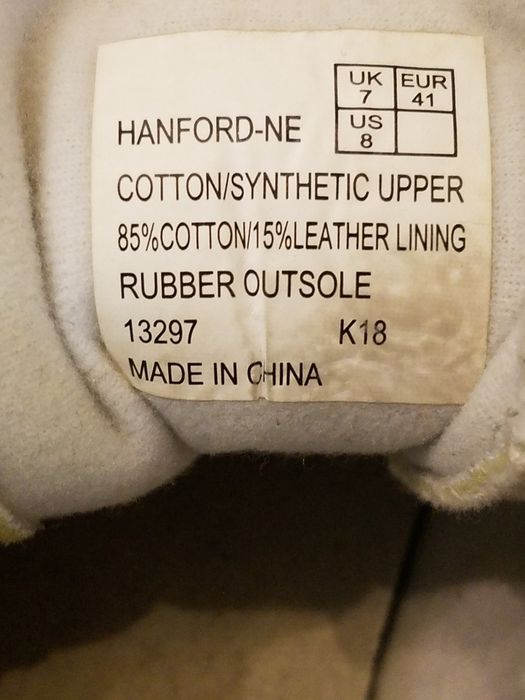 UK EUR
7 41
US
8
HANFORD-NE
COTTON/SYNTHETIC UPPER
85%COTTON/15%LEATHER LINING
RUBBER OUTSOLE
13297 K18
MADE IN CHINA